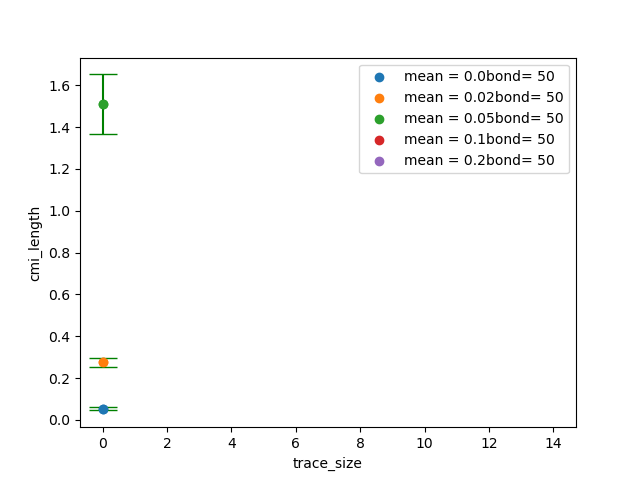 mean = 0.0bond= 50
mean = 0.02bond= 50
mean = 0.05bond= 50
mean = 0.1bond= 50
mean = 0.2bond= 50
1.6
1.4
1.2
1.0
0.8
0.6
0.4
0.2
0.0
cmi_length
0 2 4 6 8 10 12 14
trace_size